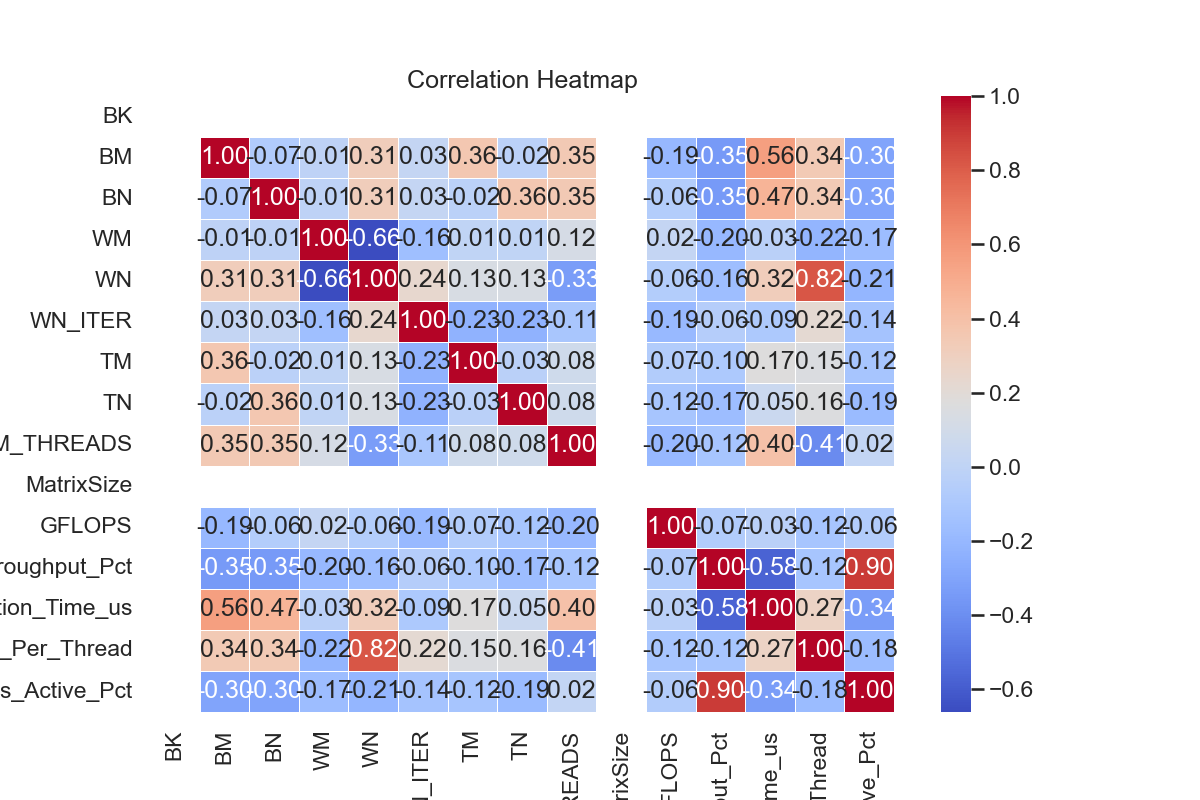 Correlation Heatmap
BK
BM 1.00 -0.07 -0.01 0.31 0.03 0.36 -0.02 0.35 -0.19 -0.35 0.56 0.34 -0.30
BN -0.07 1.00 -0.01 0.31 0.03 -0.02 0.36 0.35 -0.06 -0.35 0.47 0.34 -0.30
WM -0.01 -0.01 1.00 -0.66 -0.16 0.01 0.01 0.12 0.02 -0.20 -0.03 -0.22 -0.17
WN 0.31 0.31 -0.66 1.00 0.24 0.13 0.13 -0.33 -0.06 -0.16 0.32 0.82 -0.21
WN_ITER 0.03 0.03 -0.16 0.24 1.00 -0.23 -0.23 -0.11 -0.19 -0.06 -0.09 0.22 -0.14
TM 0.36 -0.02 0.01 0.13 -0.23 1.00 -0.03 0.08 -0.07 -0.10 0.17 0.15 -0.12
TN -0.02 0.36 0.01 0.13 -0.23 -0.03 1.00 0.08 -0.12 -0.17 0.05 0.16 -0.19
M_THREADS 0.35 0.35 0.12 -0.33 -0.11 0.08 0.08 1.00 -0.20 -0.12 0.40 -0.41 0.02
MatrixSize
GFLOPS -0.19 -0.06 0.02 -0.06 -0.19 -0.07 -0.12 -0.20 1.00 -0.07 -0.03 -0.12 -0.06
roughput_Pct -0.35 -0.35 -0.20 -0.16 -0.06 -0.10 -0.17 -0.12 -0.07 1.00 -0.58 -0.12 0.90
tion_Time_us 0.56 0.47 -0.03 0.32 -0.09 0.17 0.05 0.40 -0.03 -0.58 1.00 0.27 -0.34
_Per_Thread 0.34 0.34 -0.22 0.82 0.22 0.15 0.16 -0.41 -0.12 -0.12 0.27 1.00 -0.18
s_Active_Pct -0.30 -0.30 -0.17 -0.21 -0.14 -0.12 -0.19 0.02 -0.06 0.90 -0.34 -0.18 1.00
BK BM BN WM WN I_ITER TM TN READS rixSize FLOPS out_Pct me_us Thread ve_Pct
1.0
0.8
0.6
0.4
0.2
0.0
−0.2
−0.4
−0.6